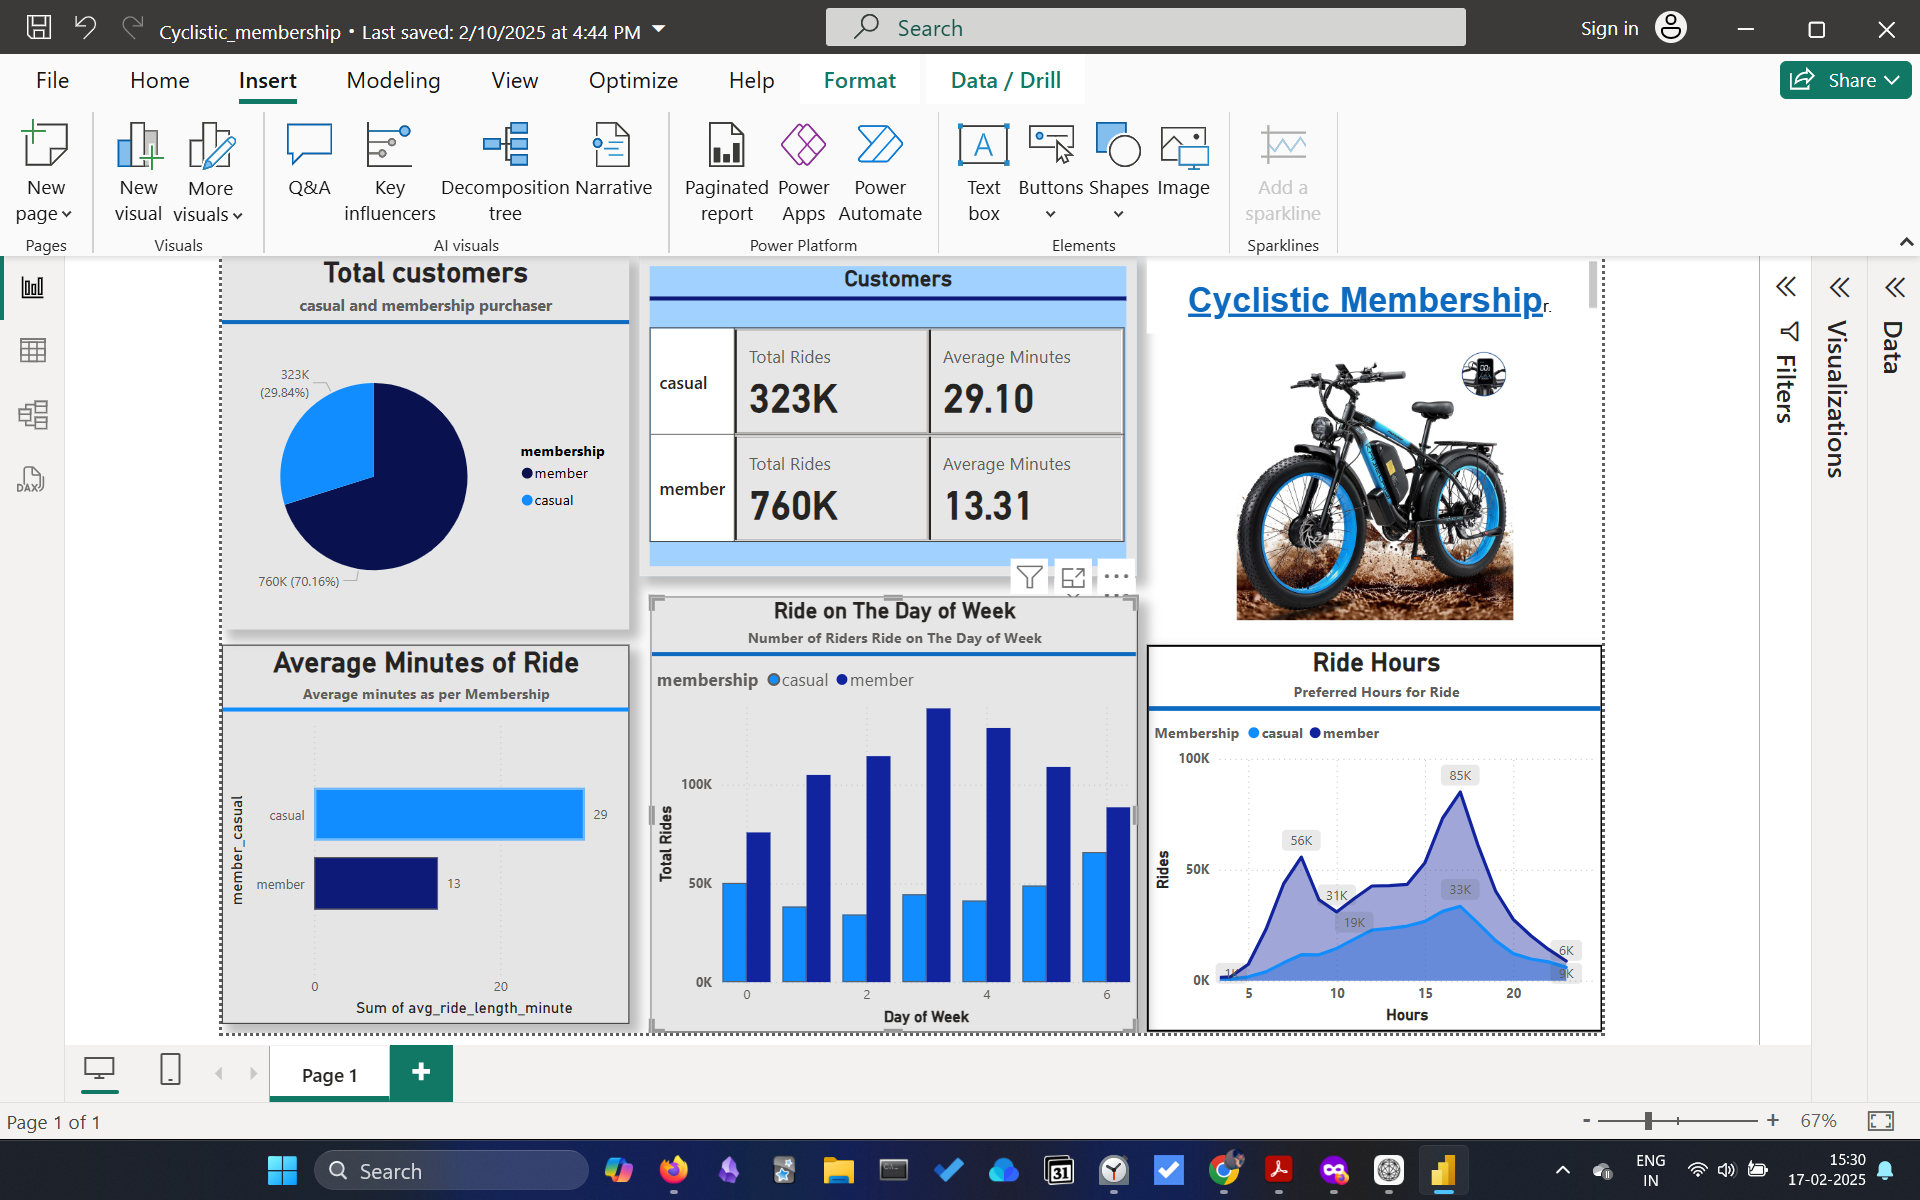 Cyclistic_membership • Last saved: 2/10/2025 at 4:44 PM
Search
Sign in
File Home Insert Modeling View Optimize Help Format Data / Drill
Share
New page
New visual
More visuals
Q&A
Key influencers
Decomposition tree
Narrative
Paginated report
Power Apps
Power Automate
Text box
Buttons
Shapes
Image
Add a sparkline
Pages
Visuals
AI visuals
Power Platform
Elements
Sparklines
DAX
Total customers
casual and membership purchaser
323K
(29.84%)
760K (70.16%)
membership
member
casual
Customers
casual
Total Rides
323K
Average Minutes
29.10
member
Total Rides
760K
Average Minutes
13.31
Cyclistic Membershipr.
Filters
Visualizations
Data
Average Minutes of Ride
Average minutes as per Membership
member_casual
casual
29
member
13
0 20
Sum of avg_ride_length_minute
Ride on The Day of Week
Number of Riders Ride on The Day of Week
membership casual member
Total Rides
100K
50K
0K
0 2 4 6
Day of Week
Ride Hours
Preferred Hours for Ride
Membership casual member
Rides
100K
50K
0K
85K
56K
31K
33K
19K
6K
9K
5 10 15 20
Hours
Page 1
+
Page 1 of 1
- + 67%
Search
31
ENG
IN
15:30
17-02-2025